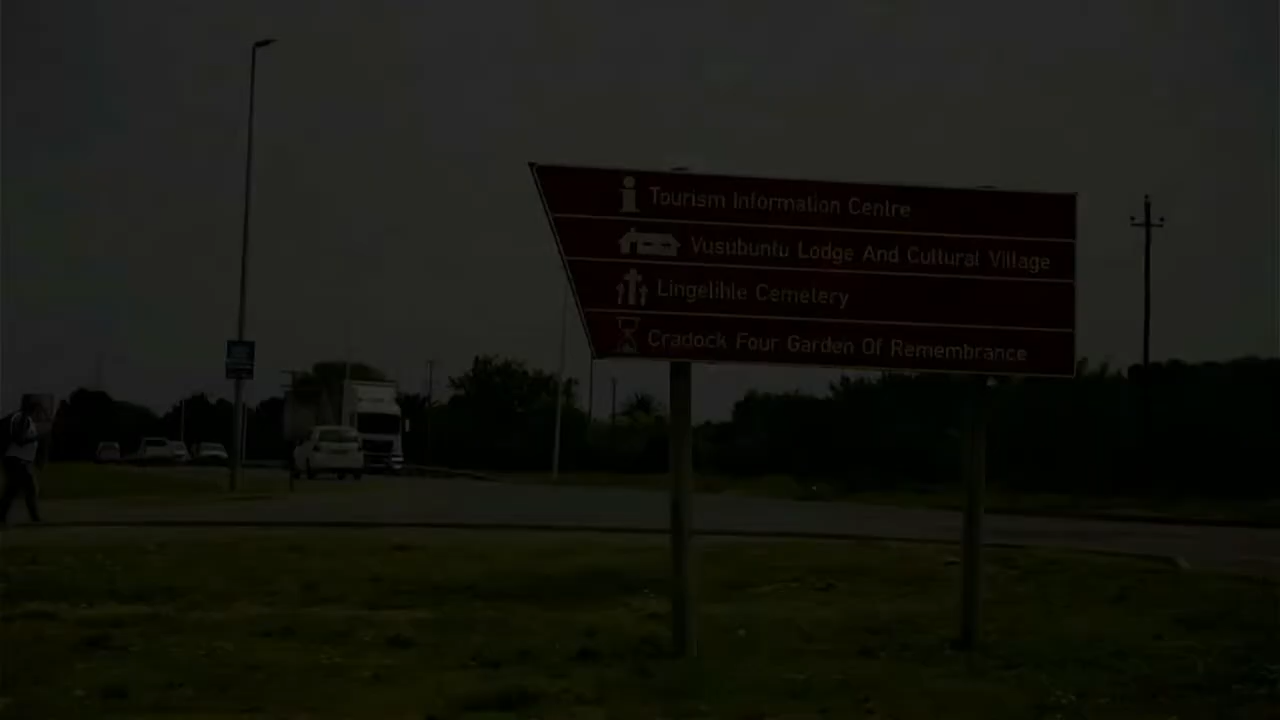 Tourism Information Centre
Vusubuntu Lodge And Cultural Village
Lingelihle Cemetery
Cradock Four Garden Of Remembrance